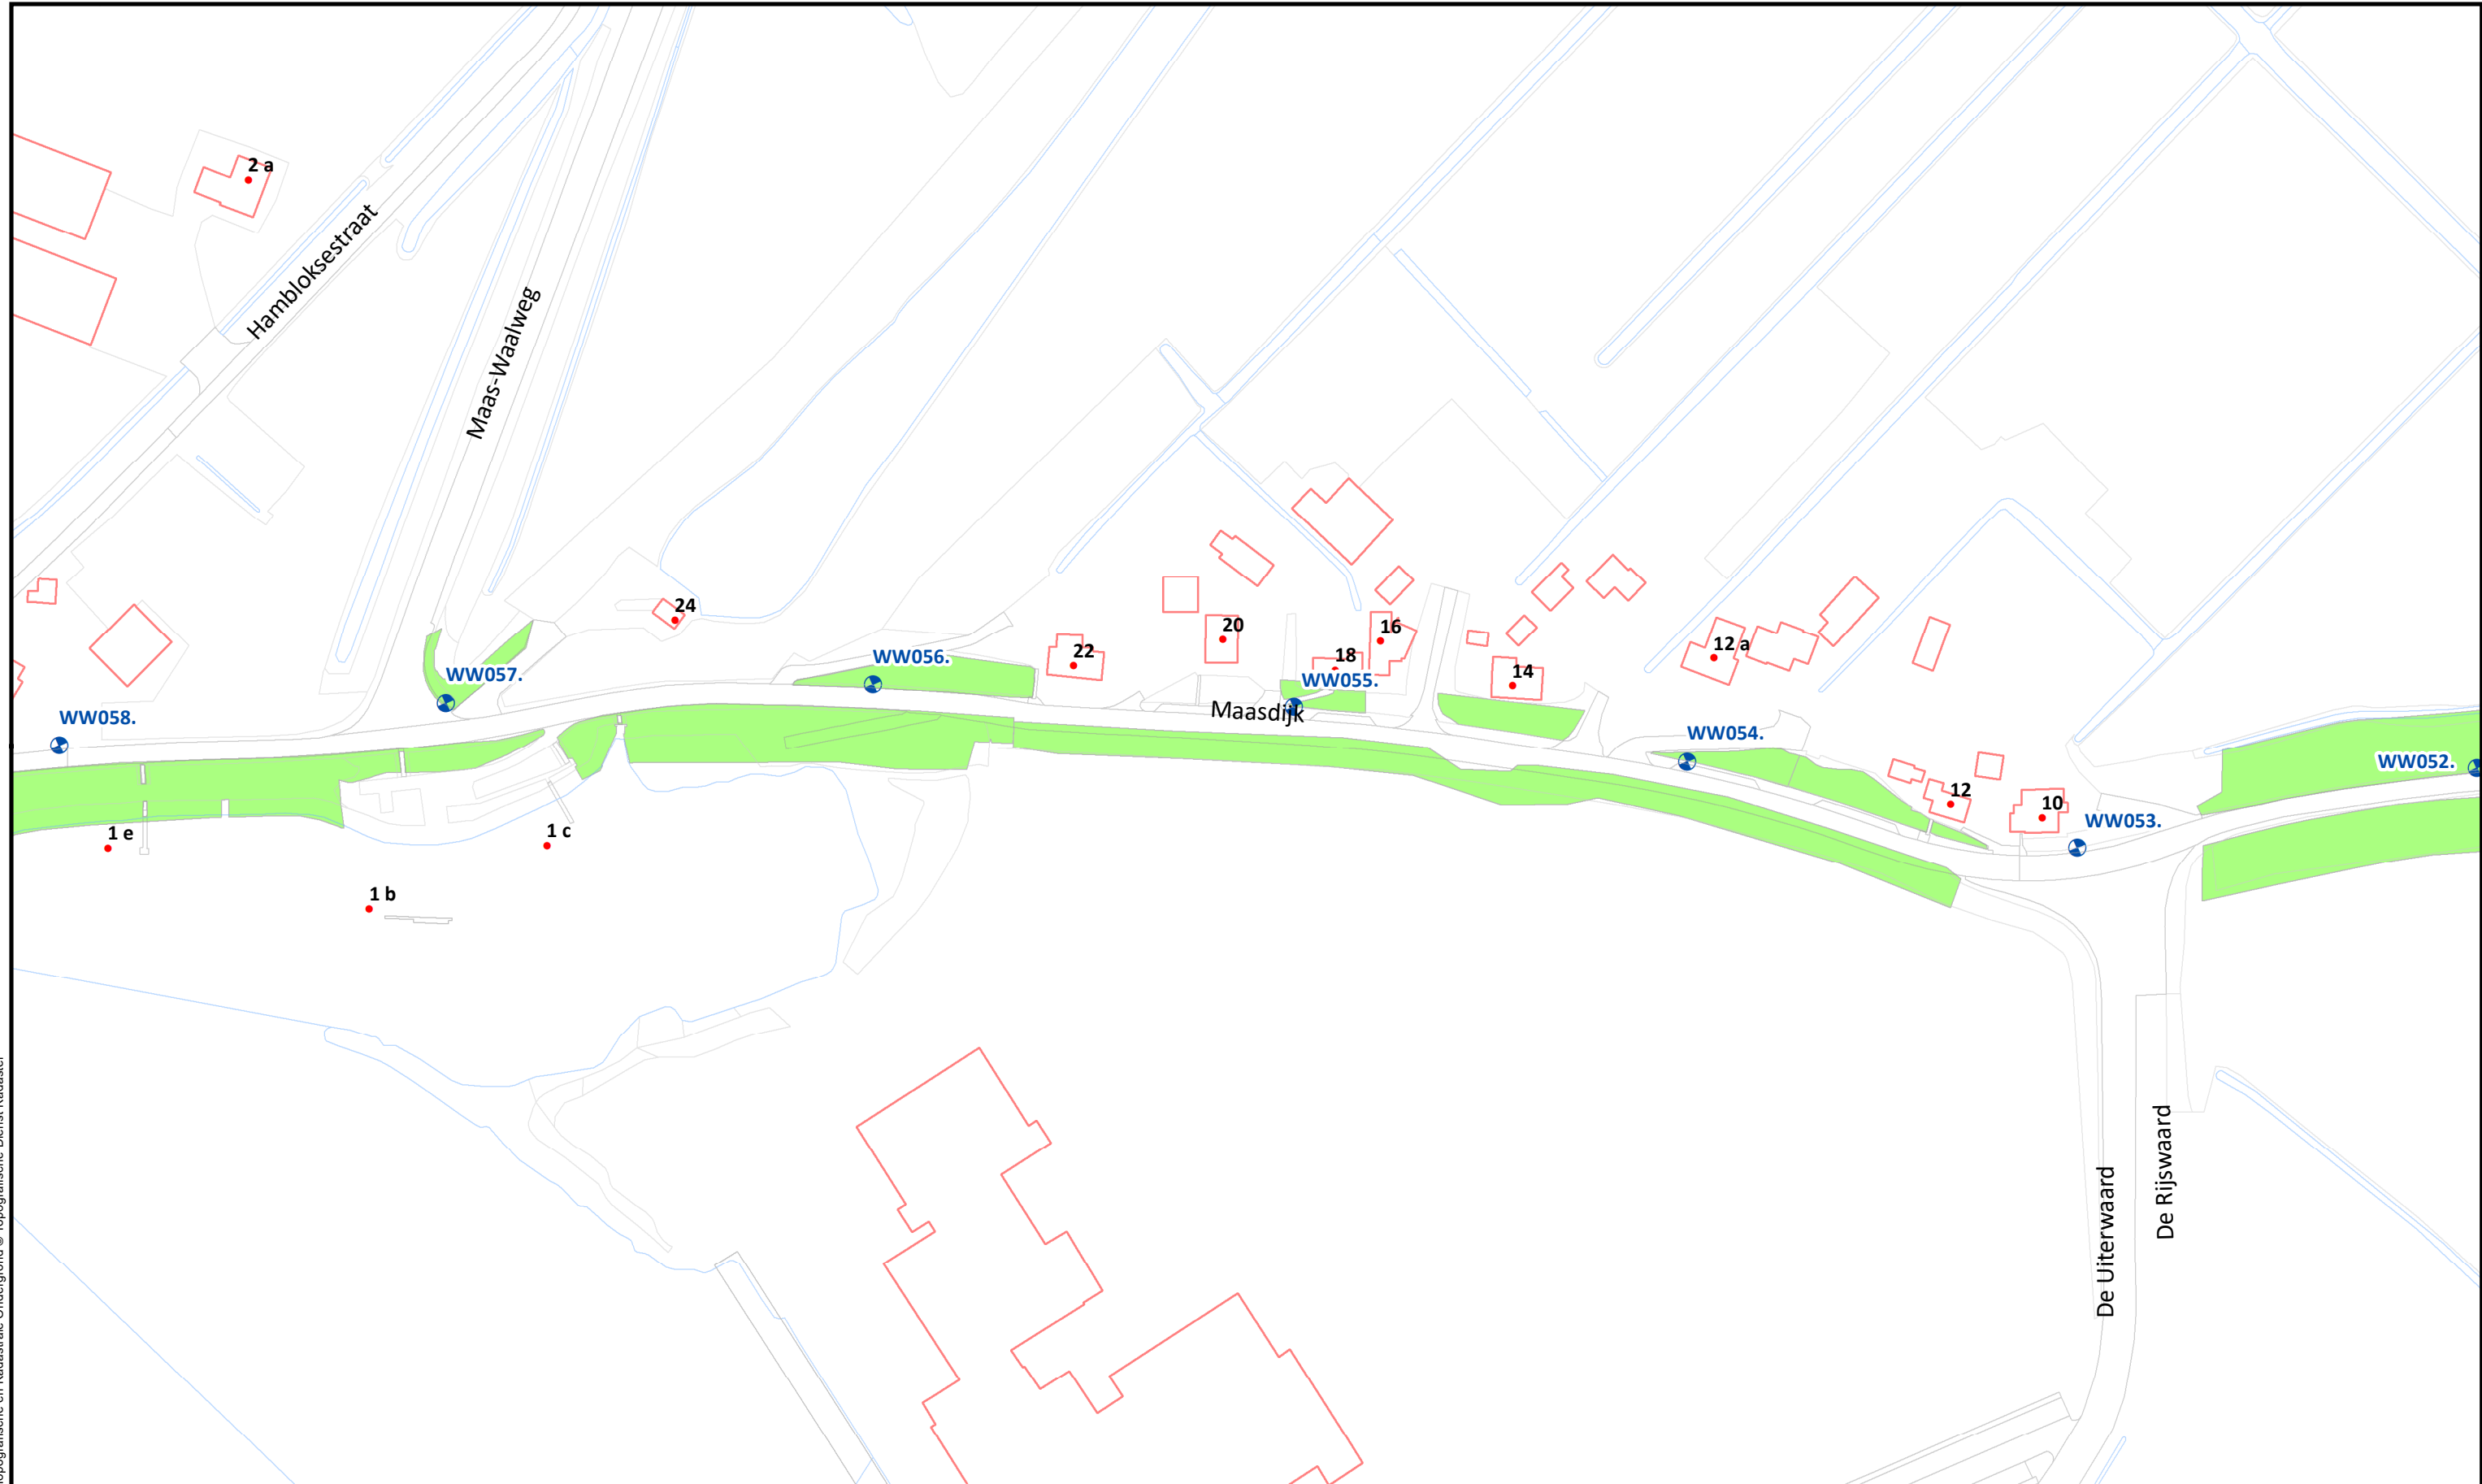 2 a
Hambloksestraat
Maas-Waalweg
24
20
16
22
18
12 a
14
WW056.
WW057.
WW055.
WW058.
Maasdijk
WW054.
WW052.
12
10
WW053.
1 e
1 c
1 b
De Uiterwaard
De Rijswaard